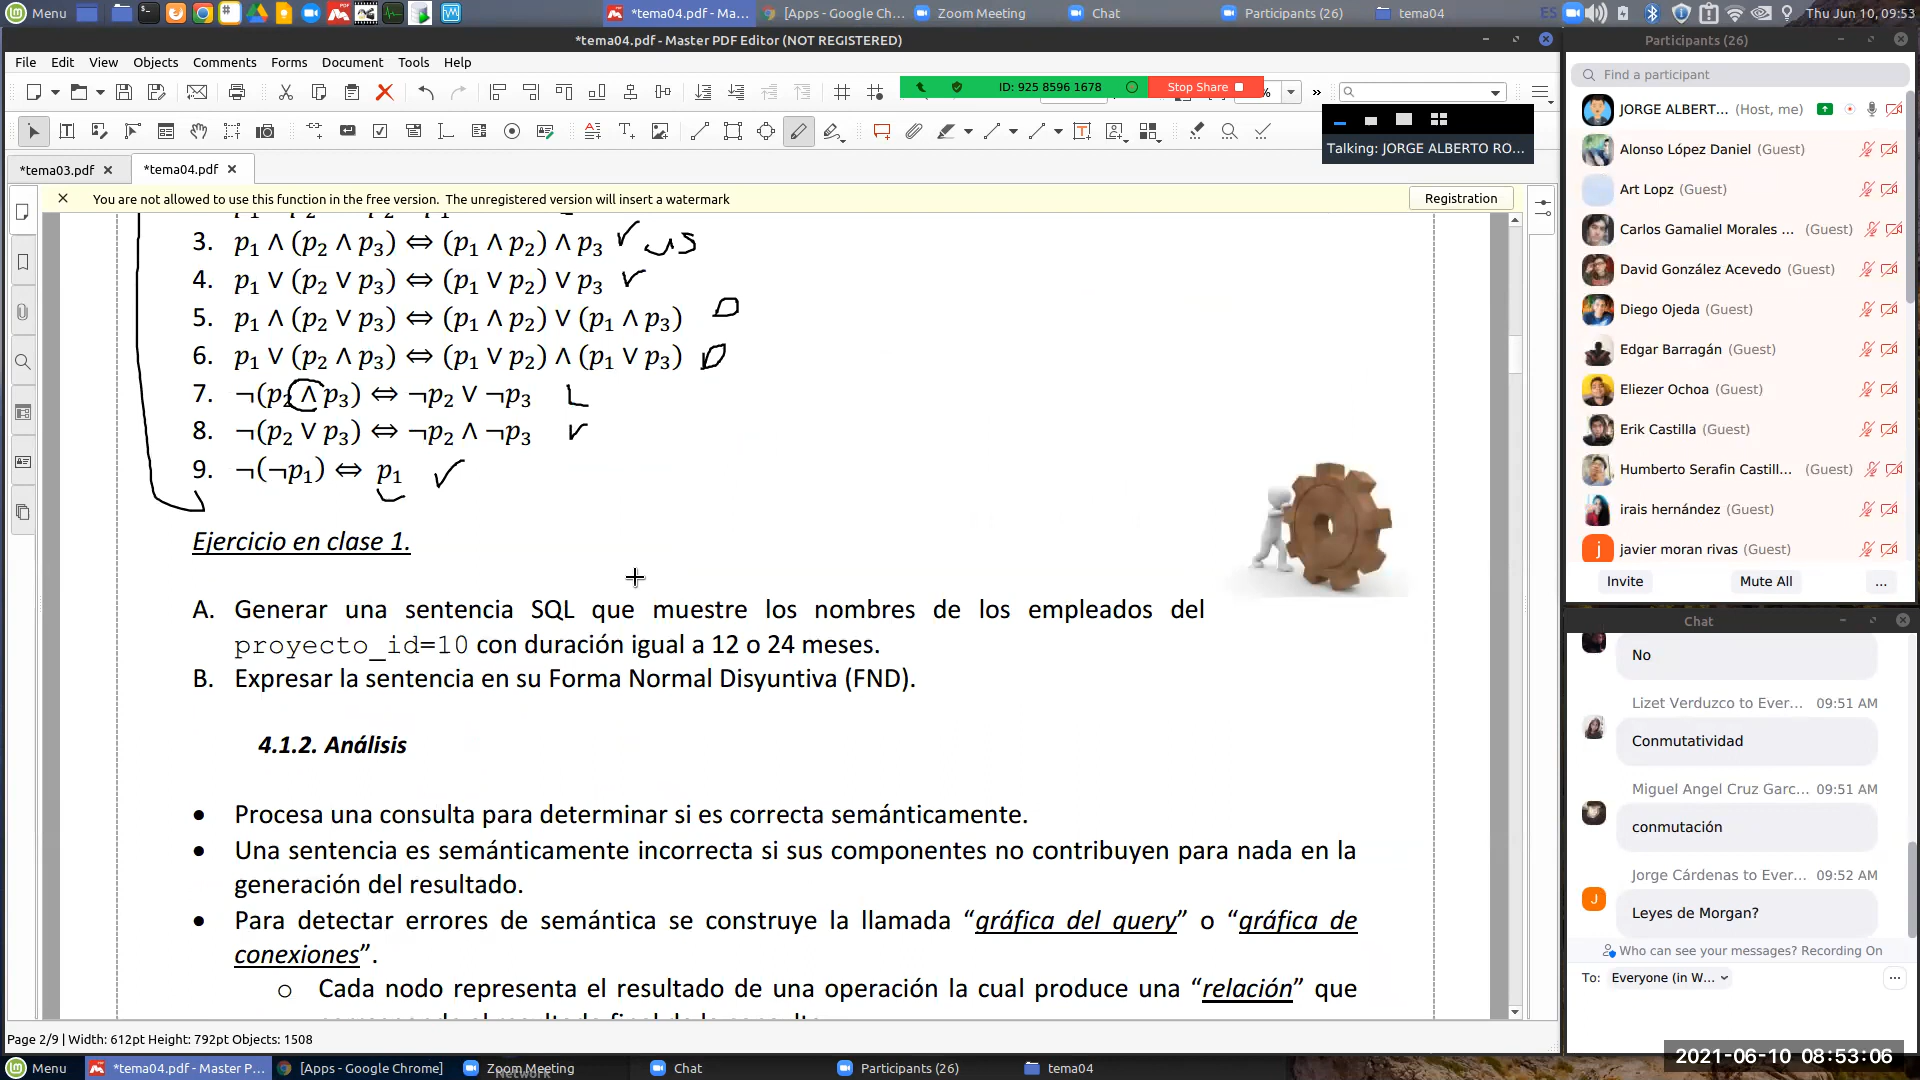 Menu
*tema04.pdf - Ma...
[Apps - Google Ch...
Zoom Meeting
Chat
Participants (26)
tema04
ES
Thu Jun 10, 09:53
*tema04.pdf - Master PDF Editor (NOT REGISTERED)
File Edit View Objects Comments Forms Document Tools Help
ID: 925 8596 1678
Stop Share
%
Talking: JORGE ALBERTO RO...
*tema03.pdf
*tema04.pdf
You are not allowed to use this function in the free version. The unregistered version will insert a watermark
Registration
3. p1 ∧ (p2 ∧ p3) ⇔ (p1 ∧ p2) ∧ p3
4. p1 ∨ (p2 ∨ p3) ⇔ (p1 ∨ p2) ∨ p3
5. p1 ∧ (p2 ∨ p3) ⇔ (p1 ∧ p2) ∨ (p1 ∧ p3)
6. p1 ∨ (p2 ∧ p3) ⇔ (p1 ∨ p2) ∧ (p1 ∨ p3)
7. ¬(p2 ∧ p3) ⇔ ¬p2 ∨ ¬p3
8. ¬(p2 ∨ p3) ⇔ ¬p2 ∧ ¬p3
9. ¬(¬p1) ⇔ p1
Ejercicio en clase 1.
A. Generar una sentencia SQL que muestre los nombres de los empleados del
proyecto_id=10 con duración igual a 12 o 24 meses.
B. Expresar la sentencia en su Forma Normal Disyuntiva (FND).
4.1.2. Análisis
• Procesa una consulta para determinar si es correcta semánticamente.
• Una sentencia es semánticamente incorrecta si sus componentes no contribuyen para nada en la
generación del resultado.
• Para detectar errores de semántica se construye la llamada “gráfica del query” o “gráfica de
conexiones”.
o Cada nodo representa el resultado de una operación la cual produce una “relación” que
Page 2/9 | Width: 612pt Height: 792pt Objects: 1508
Participants (26)
Find a participant
JORGE ALBERT... (Host, me)
Alonso López Daniel (Guest)
Art Lopz (Guest)
Carlos Gamaliel Morales ... (Guest)
David González Acevedo (Guest)
Diego Ojeda (Guest)
Edgar Barragán (Guest)
Eliezer Ochoa (Guest)
Erik Castilla (Guest)
Humberto Serafin Castill... (Guest)
irais hernández (Guest)
j javier moran rivas (Guest)
Invite
Mute All
...
Chat
No
Lizet Verduzco to Ever... 09:51 AM
Conmutatividad
Miguel Angel Cruz Garc... 09:51 AM
conmutación
Jorge Cárdenas to Ever... 09:52 AM
J
Leyes de Morgan?
Who can see your messages? Recording On
To: Everyone (in W...
Menu
*tema04.pdf - Master P...
[Apps - Google Chrome]
Zoom Meeting
Network
Chat
Participants (26)
tema04
2021-06-10 08:53:06